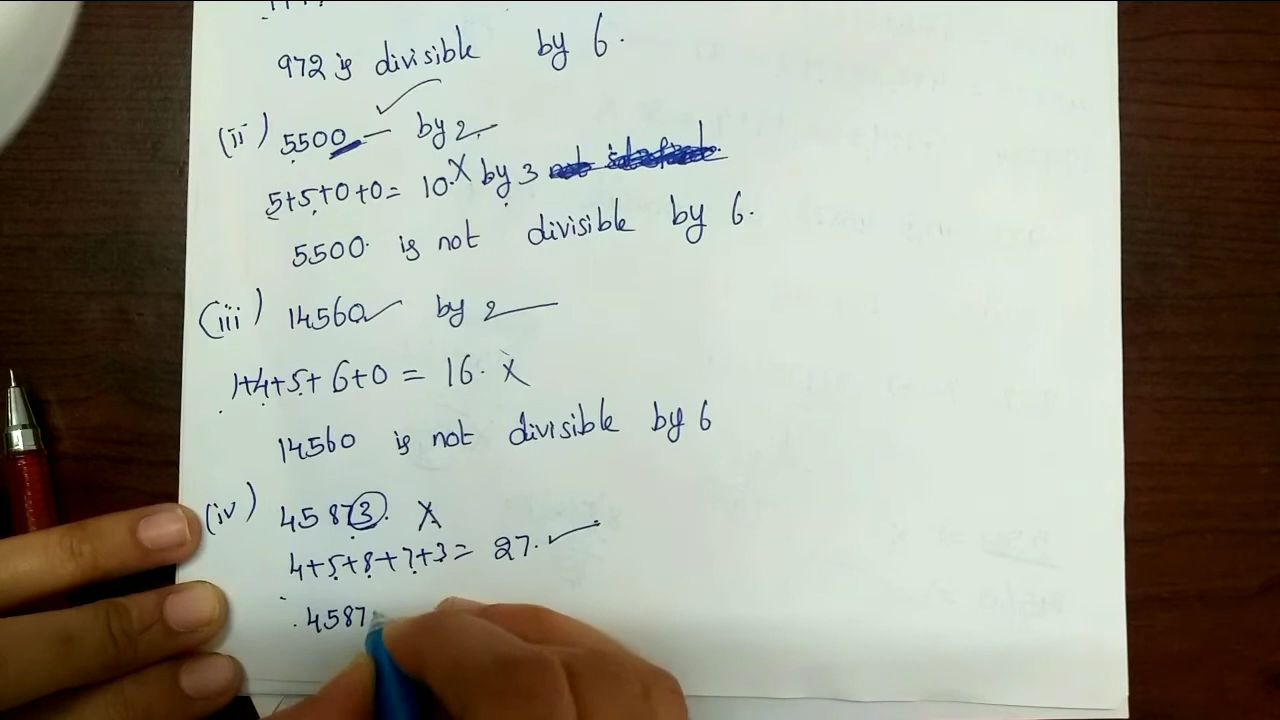 972 is divisible by 6.
(ii) 5500 — by 2
5+5+0+0= 10. X by 3
5500 is not divisible by 6.
(iii) 14560 ✓ by 2
1+4+5+6+0 = 16. X
14560 is not divisible by 6
(iv) 45873. X
4+5+8+7+3= 27. ✓
4587